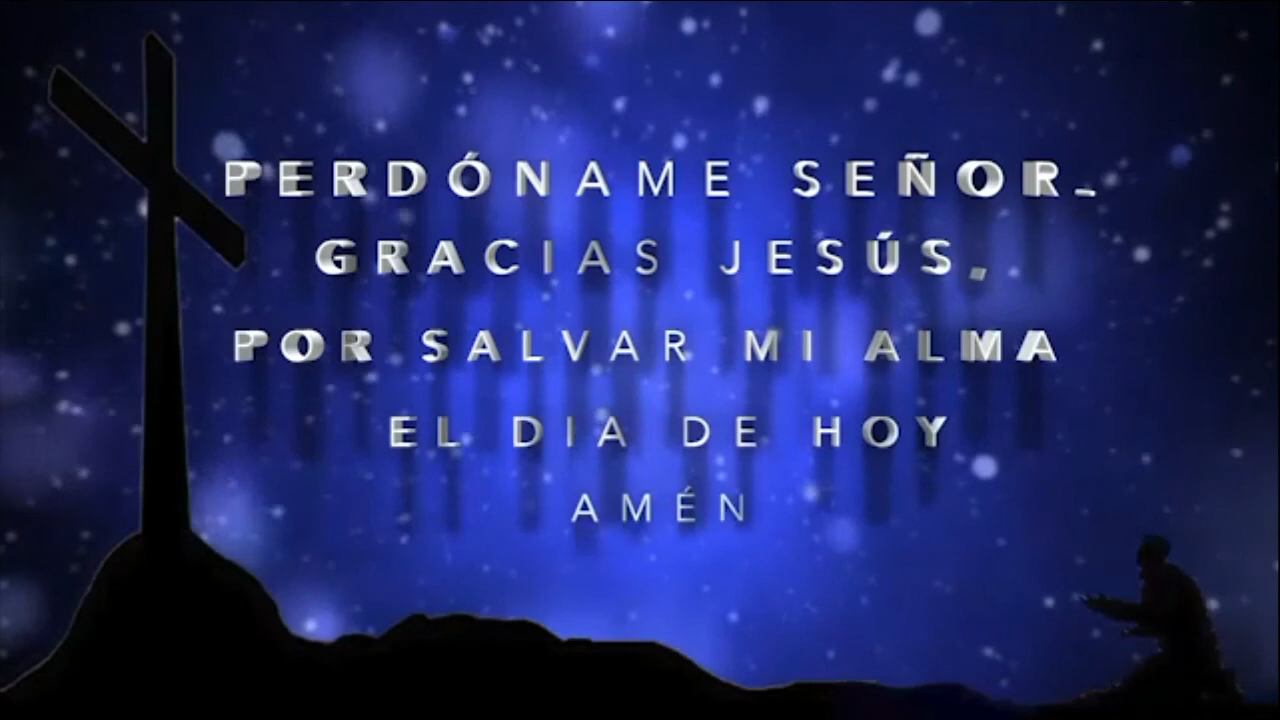 PERDÓNAME SEÑOR.
GRACIAS JESÚS,
POR SALVAR MI ALMA
EL DIA DE HOY
AMÉN